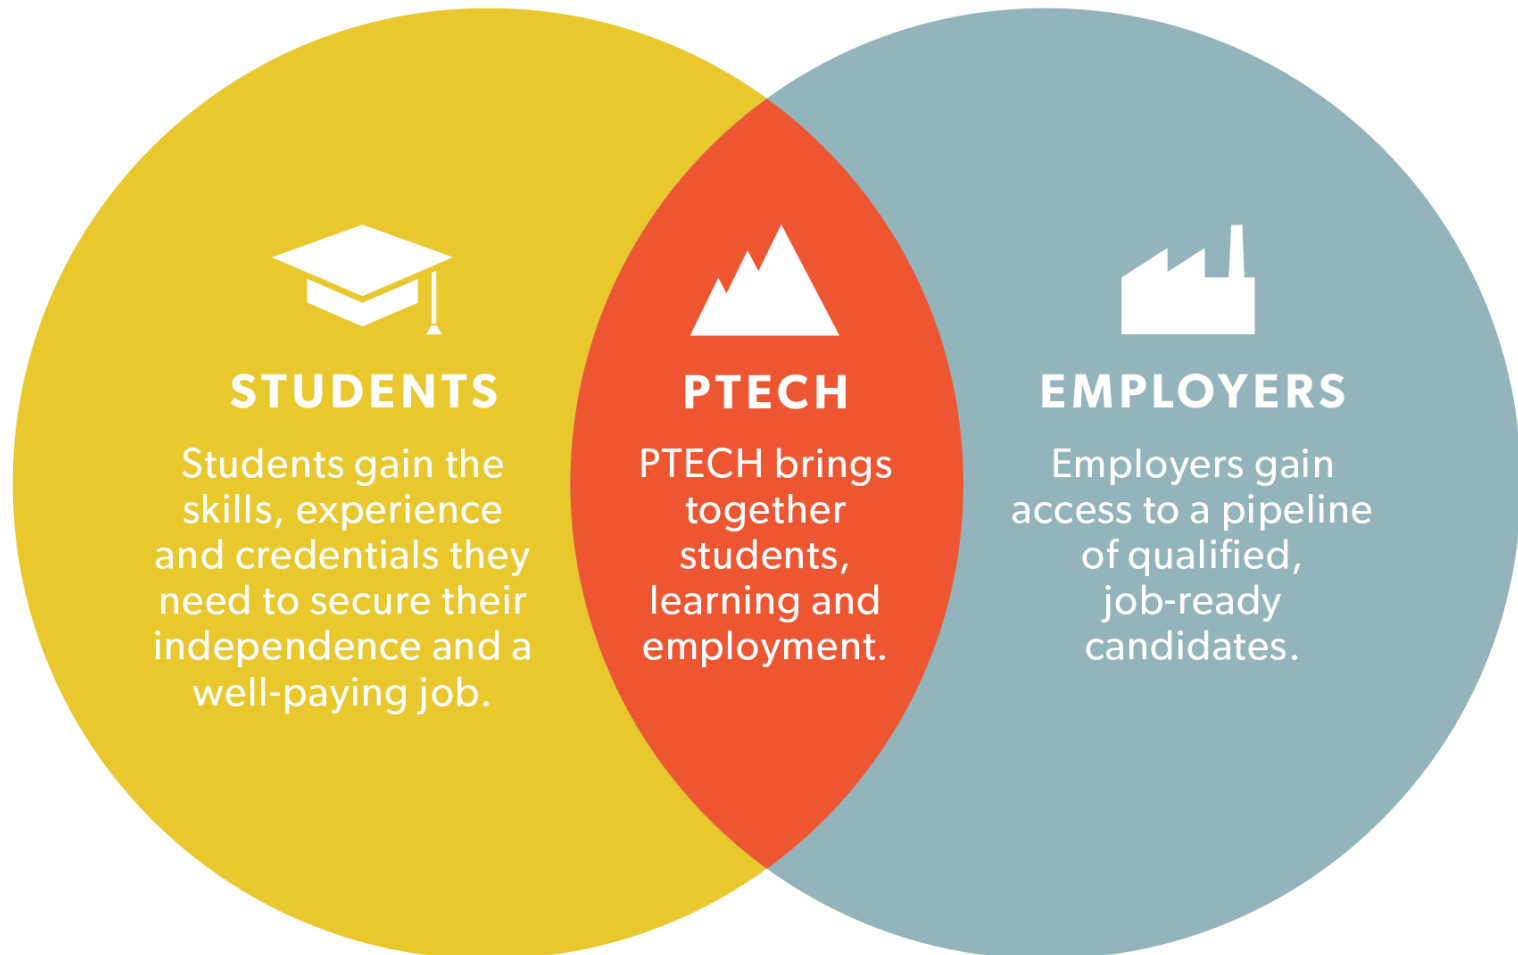 STUDENTS
Students gain the
skills, experience
and credentials they
need to secure their
independence and a
well-paying job.
PTECH
PTECH brings
together
students,
learning and
employment.
EMPLOYERS
Employers gain
access to a pipeline
of qualified,
job-ready
candidates.